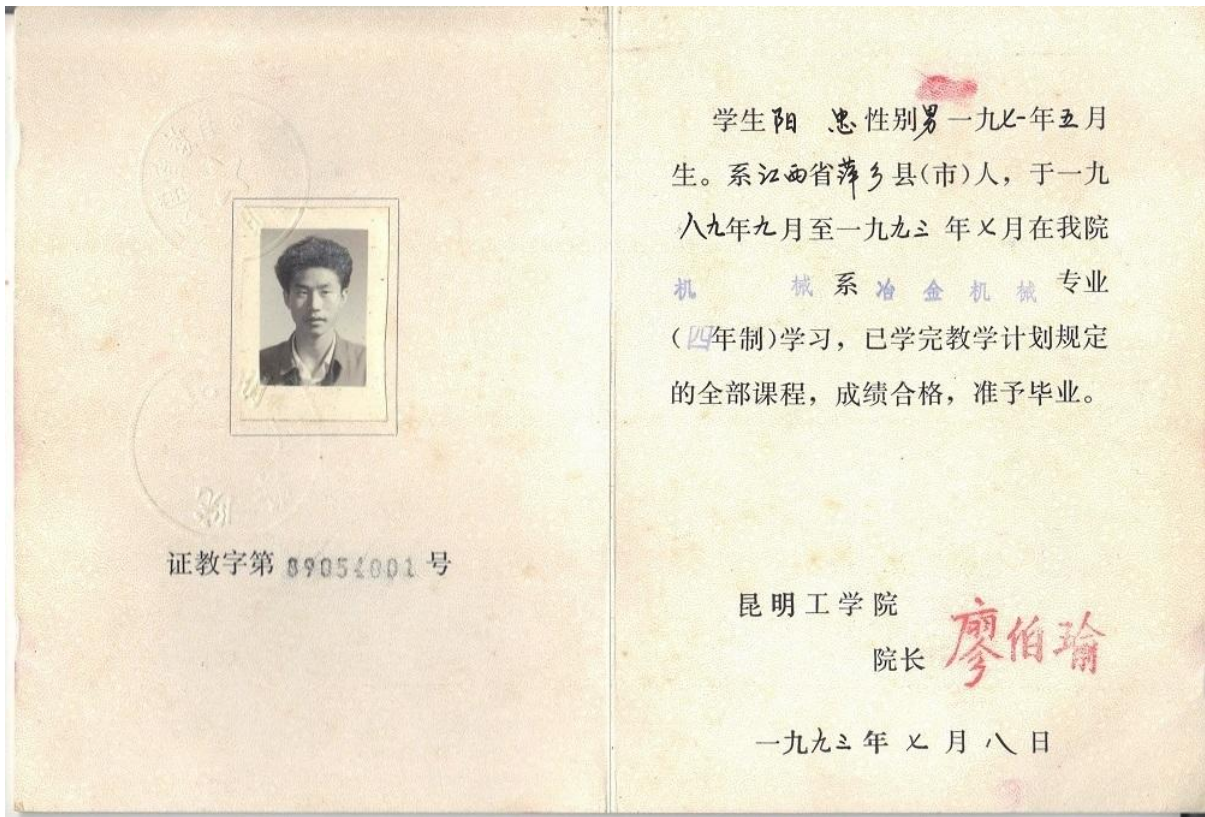 证教字第 89054001 号
学生阳 忠性别男一九七一年五月
生。系江西省萍乡县(市)人，于一九
八九年九月至一九九三年七月在我院
机 械 系 冶金机械 专业
(四年制)学习，已学完教学计划规定
的全部课程，成绩合格，准予毕业。
昆明工学院
院长 廖伯瑜
一九九三年七月八日